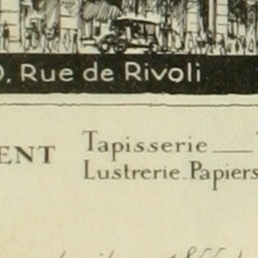 Rue de Rivoli
ENT Tapisserie
Lustrerie. Papiers